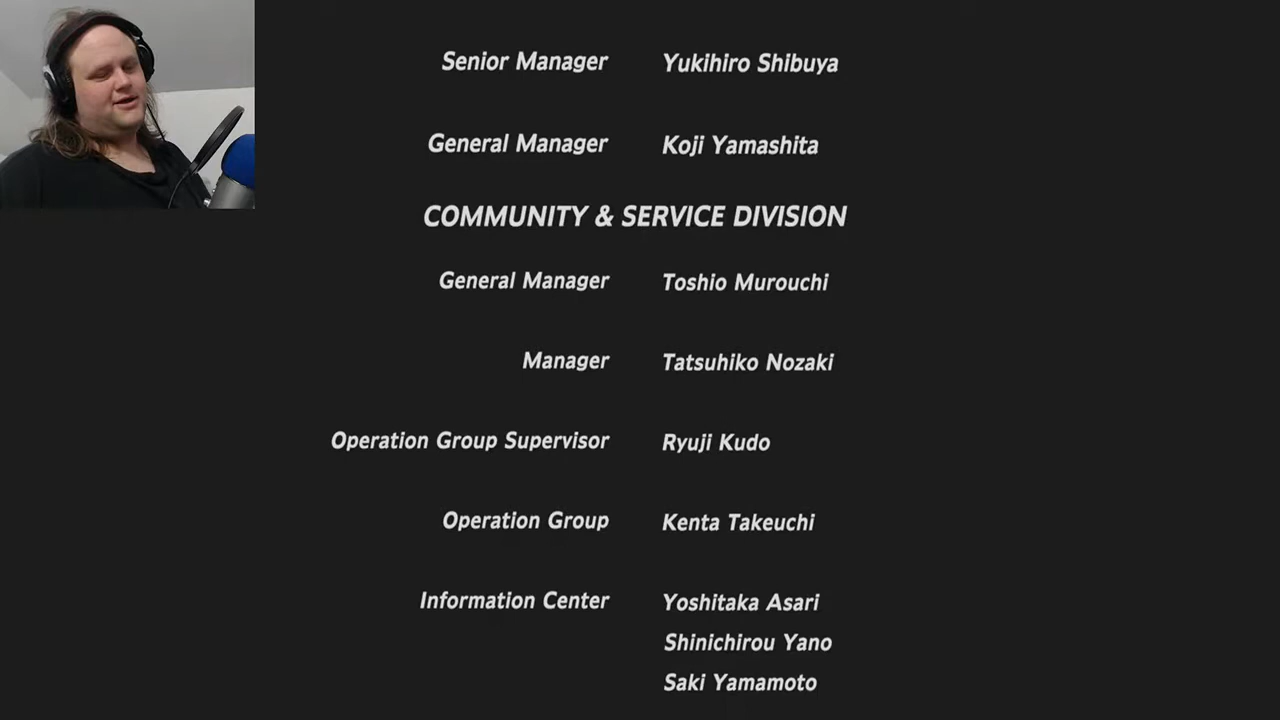 Senior Manager Yukihiro Shibuya
General Manager Koji Yamashita
COMMUNITY & SERVICE DIVISION
General Manager Toshio Murouchi
Manager Tatsuhiko Nozaki
Operation Group Supervisor Ryuji Kudo
Operation Group Kenta Takeuchi
Information Center Yoshitaka Asari
Shinichirou Yano
Saki Yamamoto